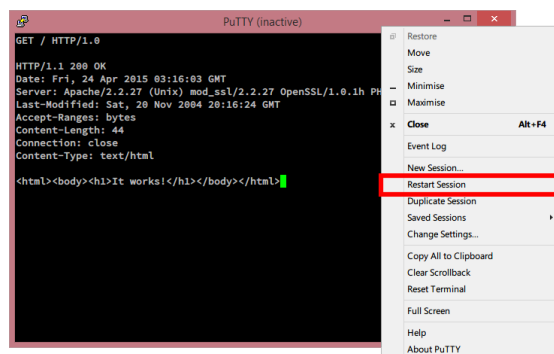 PuTTY (inactive)
GET / HTTP/1.0
HTTP/1.1 200 OK
Date: Fri, 24 Apr 2015 03:16:03 GMT
Server: Apache/2.2.27 (Unix) mod_ssl/2.2.27 OpenSSL/1.0.1h PH
Last-Modified: Sat, 20 Nov 2004 20:16:24 GMT
Accept-Ranges: bytes
Content-Length: 44
Connection: close
Content-Type: text/html
<html><body><h1>It works!</h1></body></html>
Restore
Move
Size
Minimise
Maximise
Close Alt+F4
Event Log
New Session...
Restart Session
Duplicate Session
Saved Sessions
Change Settings...
Copy All to Clipboard
Clear Scrollback
Reset Terminal
Full Screen
Help
About PuTTY